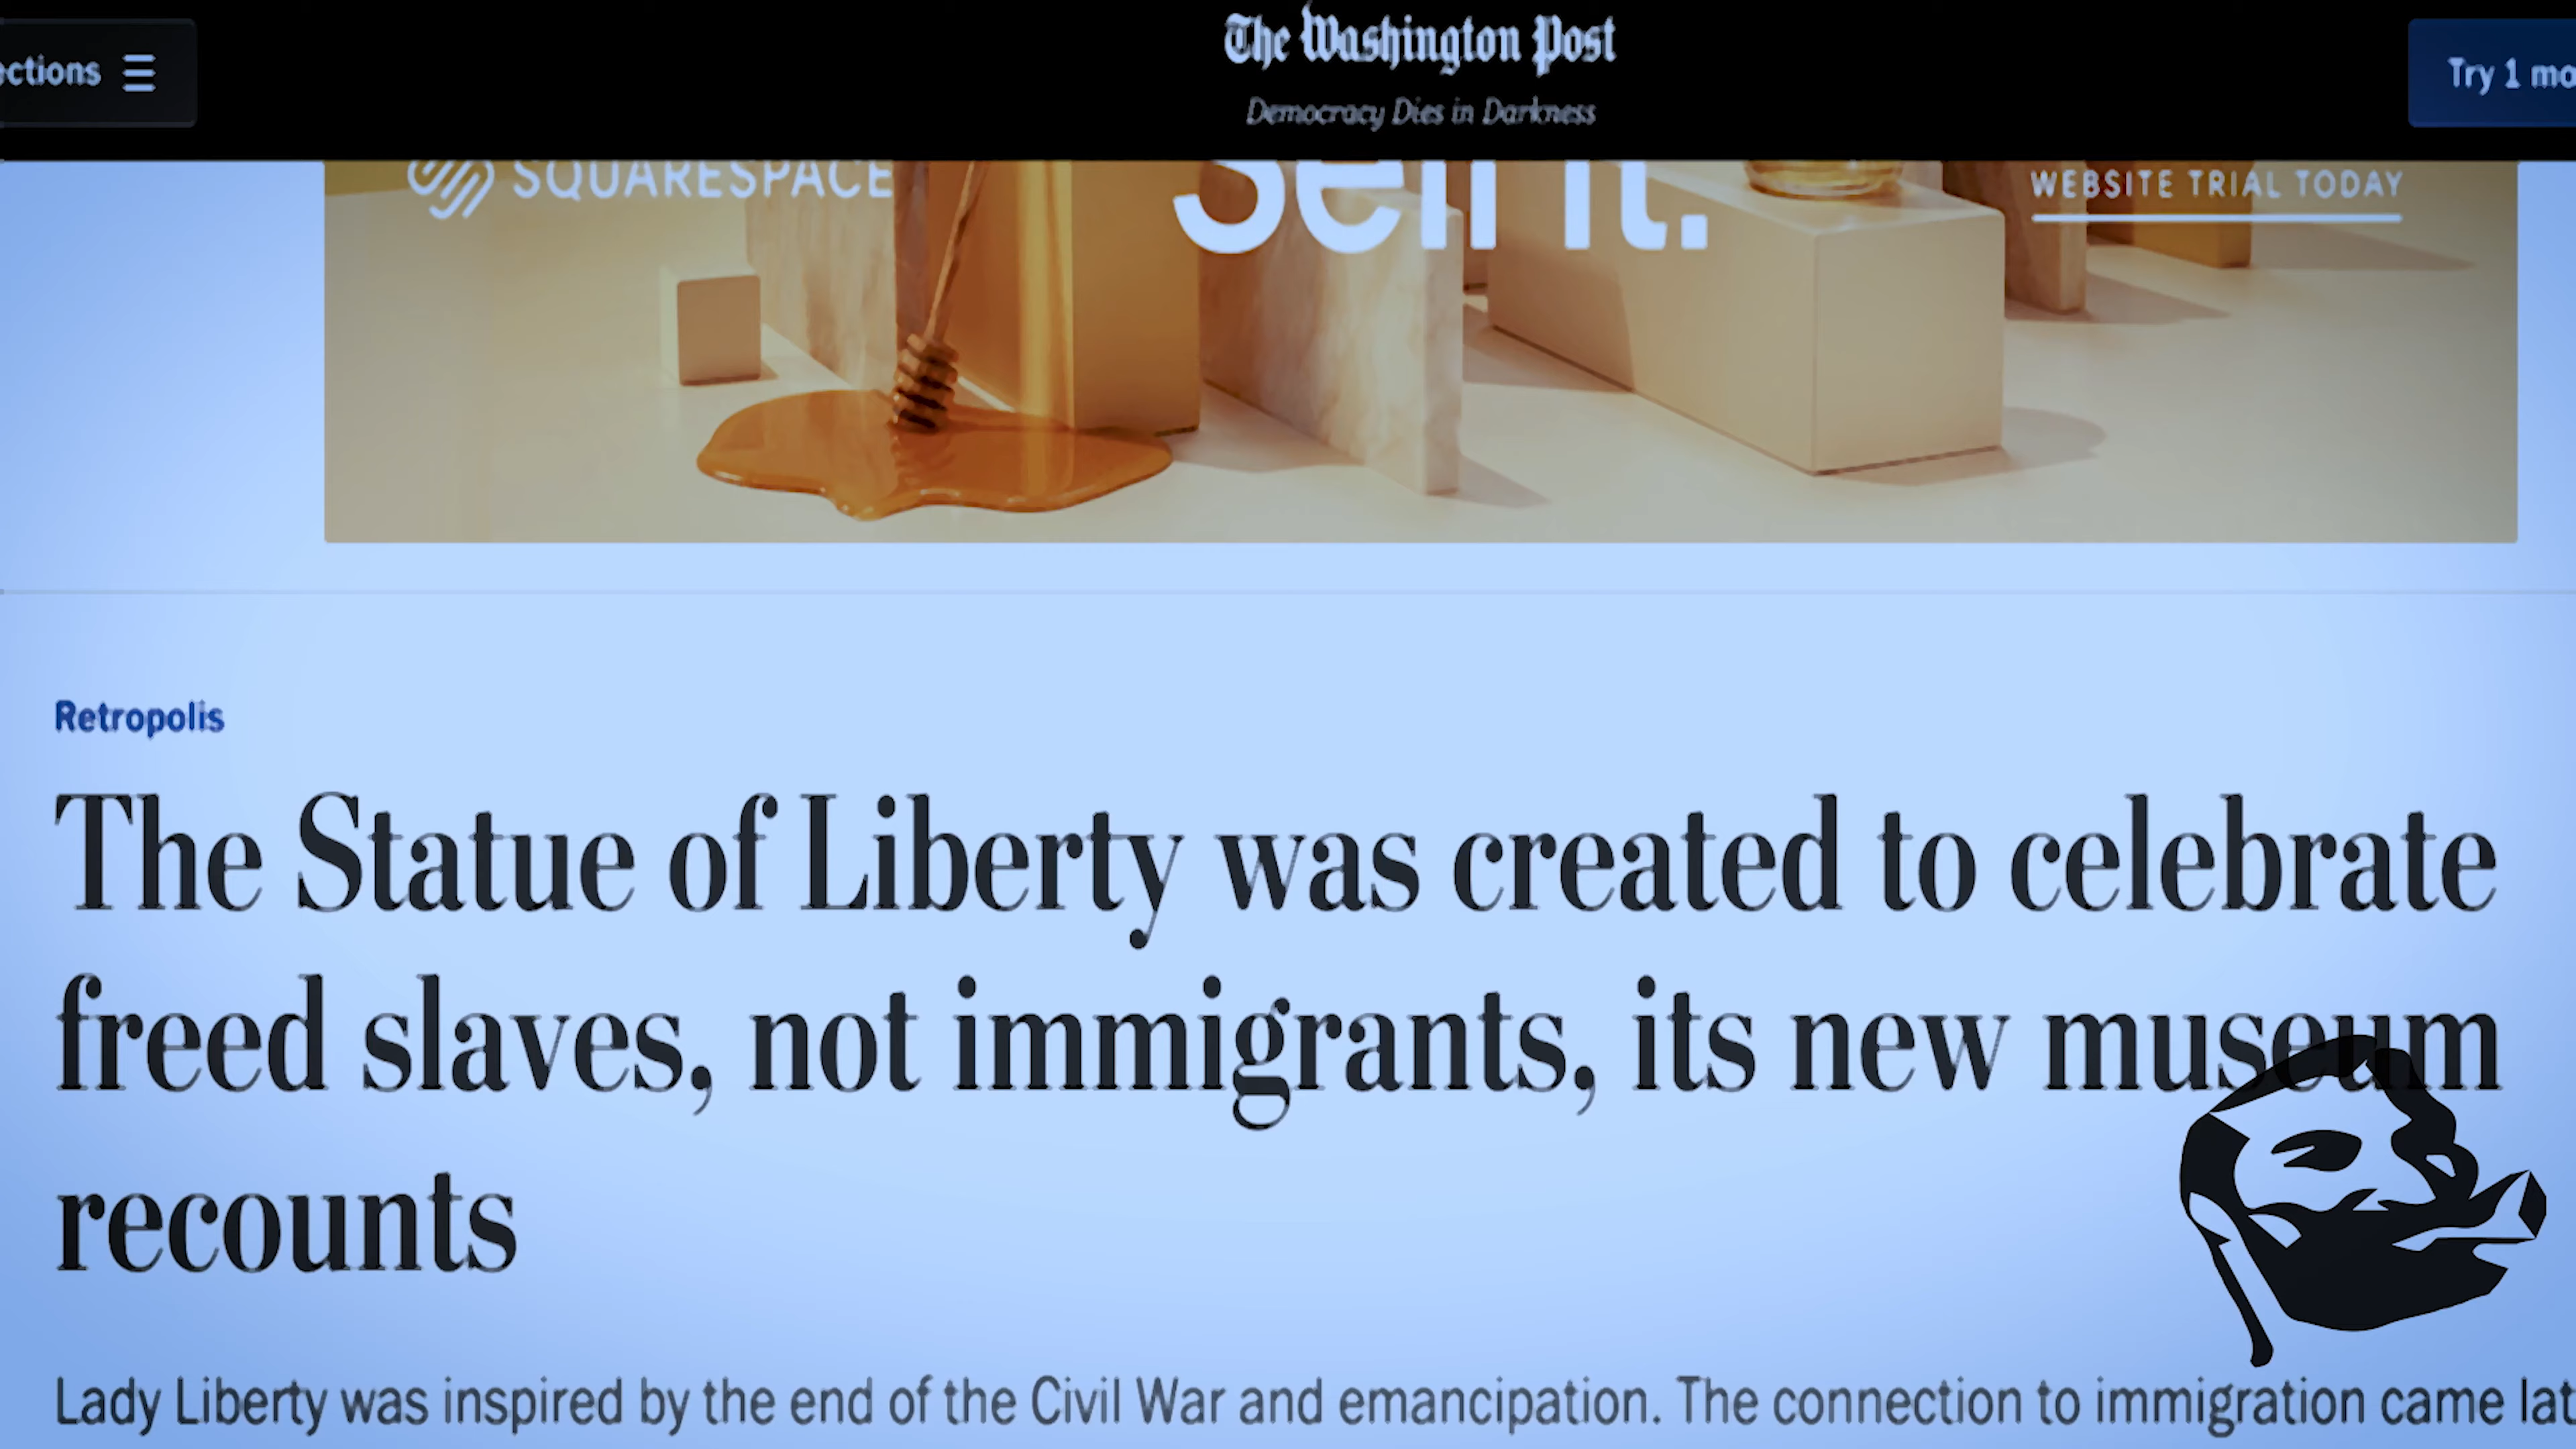 ections
The Washington Post
Democracy Dies in Darkness
Try 1 mo
SQUARESPACE
Sell it.
WEBSITE TRIAL TODAY
Retropolis
The Statue of Liberty was created to celebrate
freed slaves, not immigrants, its new museum
recounts
Lady Liberty was inspired by the end of the Civil War and emancipation. The connection to immigration came lat